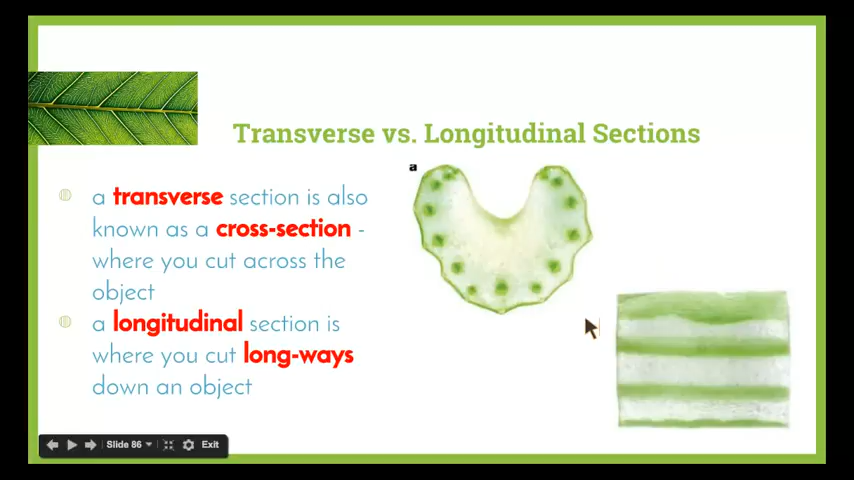 Transverse vs. Longitudinal Sections
a
a transverse section is also
known as a cross-section -
where you cut across the
object
a longitudinal section is
where you cut long-ways
down an object
Slide 86
Exit